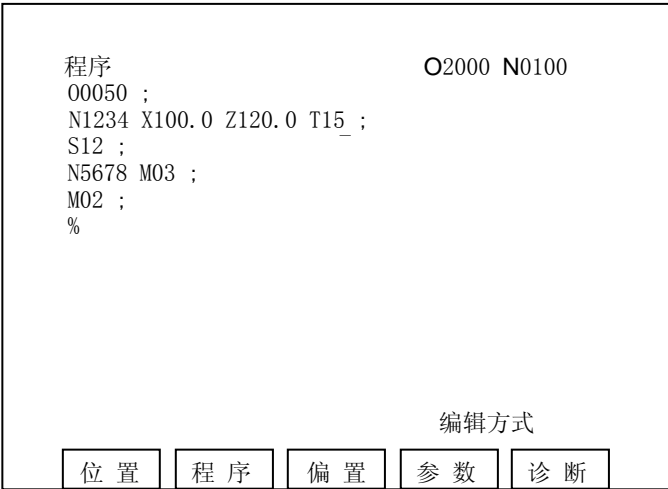 程序 O2000 N0100
O0050 ;
N1234 X100.0 Z120.0 T15 ;
S12 ;
N5678 M03 ;
M02 ;
%
编辑方式
位 置 程 序 偏 置 参 数 诊 断